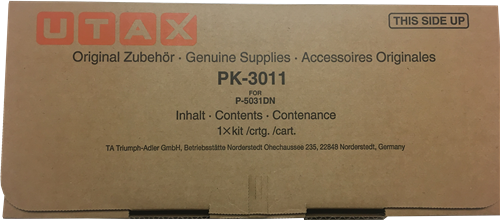 UTAX
THIS SIDE UP
Original Zubehör · Genuine Supplies · Accessoires Originales
PK-3011
FOR
P-5031DN
Inhalt · Contents · Contenance
1×kit /crtg. /cart.
TA Triumph-Adler GmbH, Betriebsstätte Norderstedt Ohechaussee 235, 22848 Norderstedt, Germany